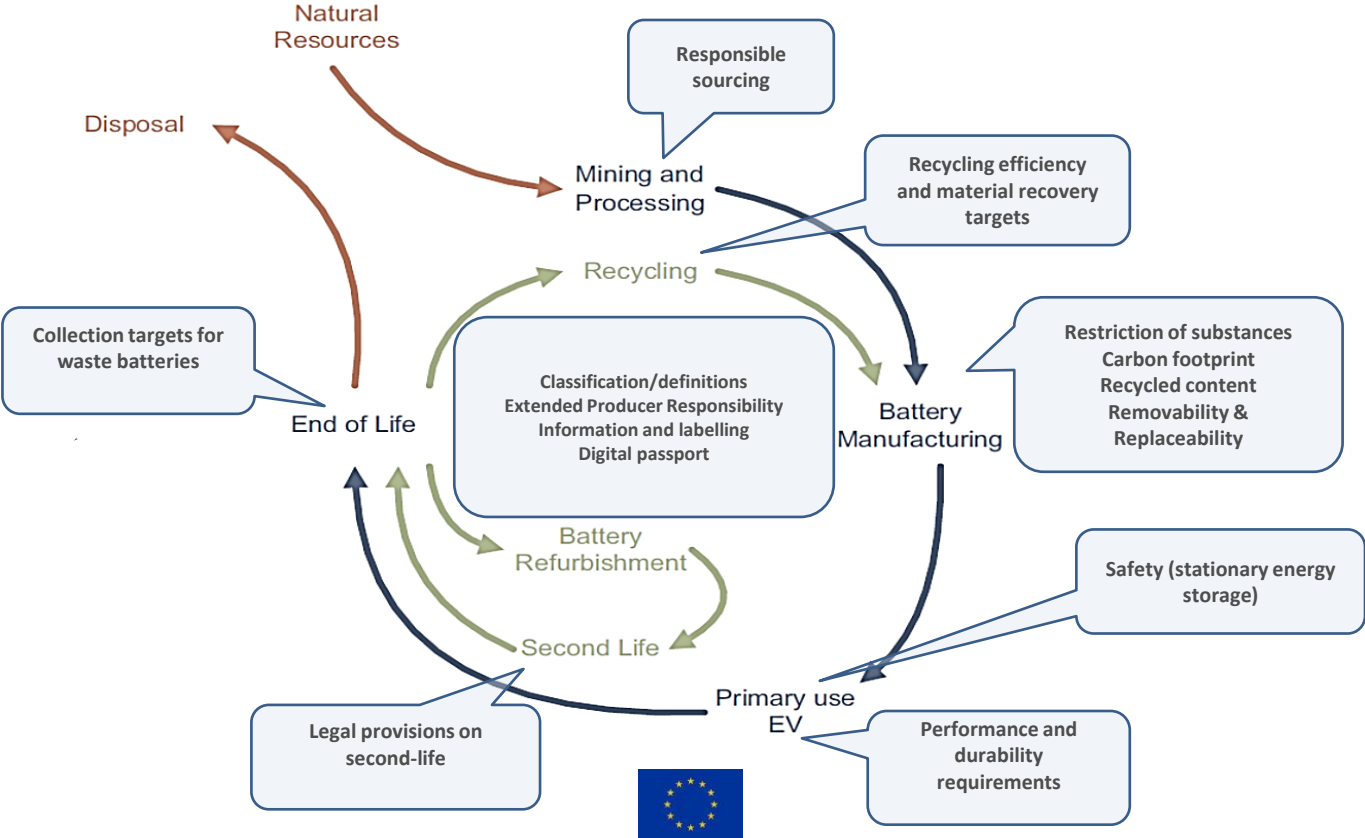 Natural
Resources
Responsible
sourcing
Disposal
Mining and
Processing
Recycling efficiency
and material recovery
targets
Recycling
Collection targets for
waste batteries
Restriction of substances
Carbon footprint
Recycled content
Removability &
Replaceability
Classification/definitions
Extended Producer Responsibility
Information and labelling
Digital passport
End of Life
Battery
Manufacturing
Battery
Refurbishment
Safety (stationary energy
storage)
Second Life
Primary use
EV
Legal provisions on
second-life
Performance and
durability
requirements